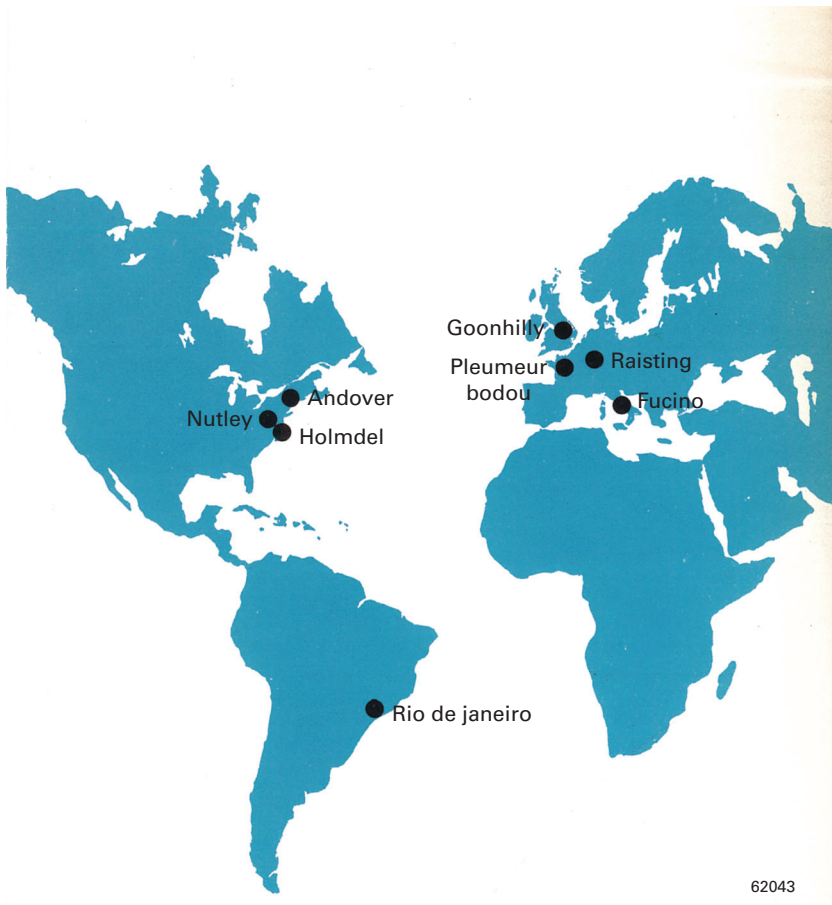 Goonhilly
Pleumeur
bodou
Raisting
Andover
Fucino
Nutley
Holmdel
Rio de janeiro
62043